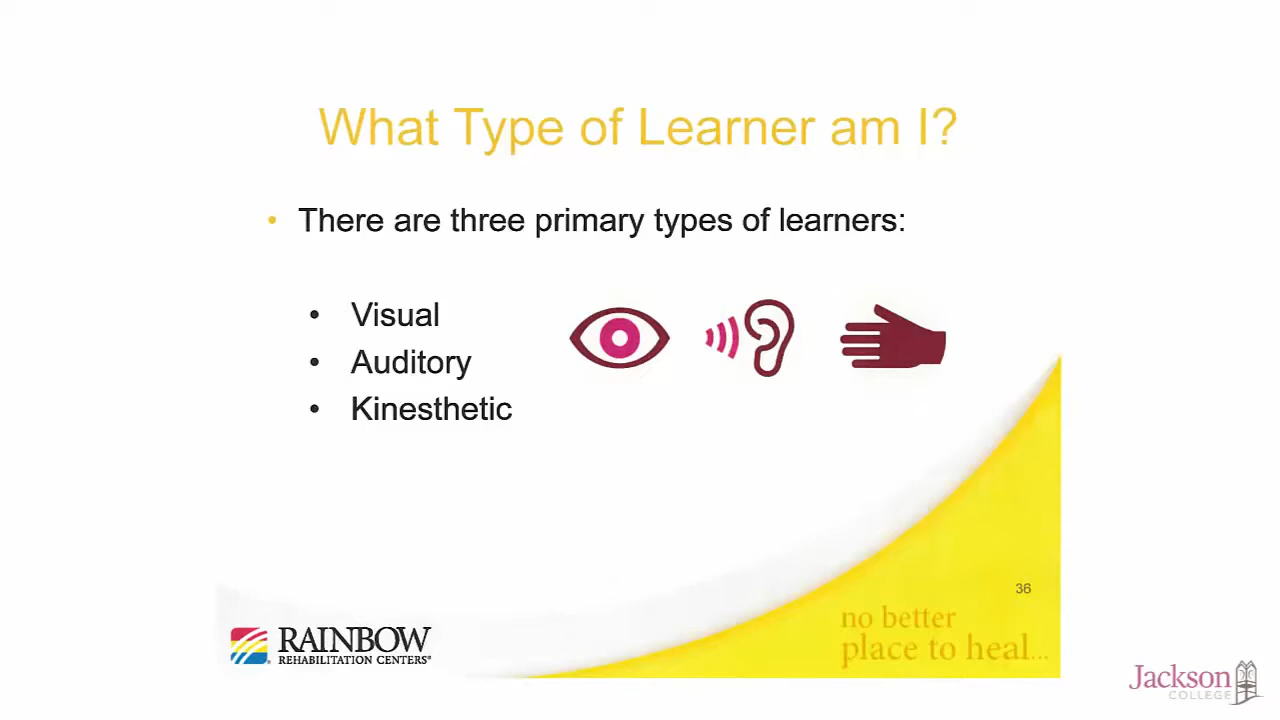 What Type of Learner am I?
• There are three primary types of learners:
• Visual
• Auditory
• Kinesthetic
36
no better
place to heal...
RAINBOW
REHABILITATION CENTERS®
Jackson
COLLEGE